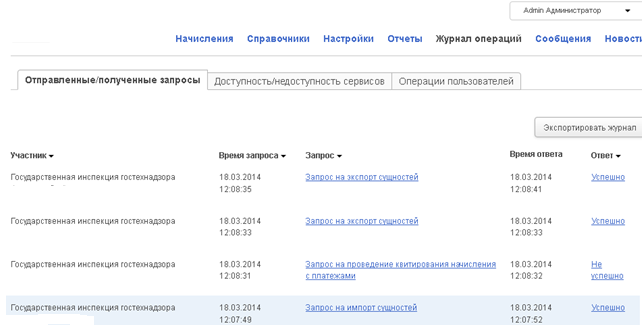 Admin Администратор
Начисления Справочники Настройки Отчеты Журнал операций Сообщения Новости
Отправленные/полученные запросы Доступность/недоступность сервисов Операции пользователей
Экспортировать журнал
Участник Время запроса Запрос Время ответа Ответ
Государственная инспекция гостехнадзора 18.03.2014 Запрос на экспорт сущностей 18.03.2014 Успешно
12:08:35 12:08:41
Государственная инспекция гостехнадзора 18.03.2014 Запрос на экспорт сущностей 18.03.2014 Успешно
12:08:33 12:08:33
Государственная инспекция гостехнадзора 18.03.2014 Запрос на проведение квитирования начисления 18.03.2014 Не
12:08:31 с платежами 12:08:32 успешно
Государственная инспекция гостехнадзора 18.03.2014 Запрос на импорт сущностей 18.03.2014 Успешно
12:07:49 12:07:52